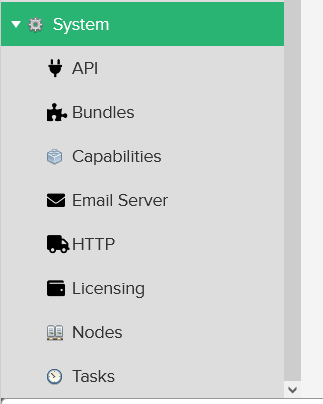 System
API
Bundles
Capabilities
Email Server
HTTP
Licensing
Nodes
Tasks